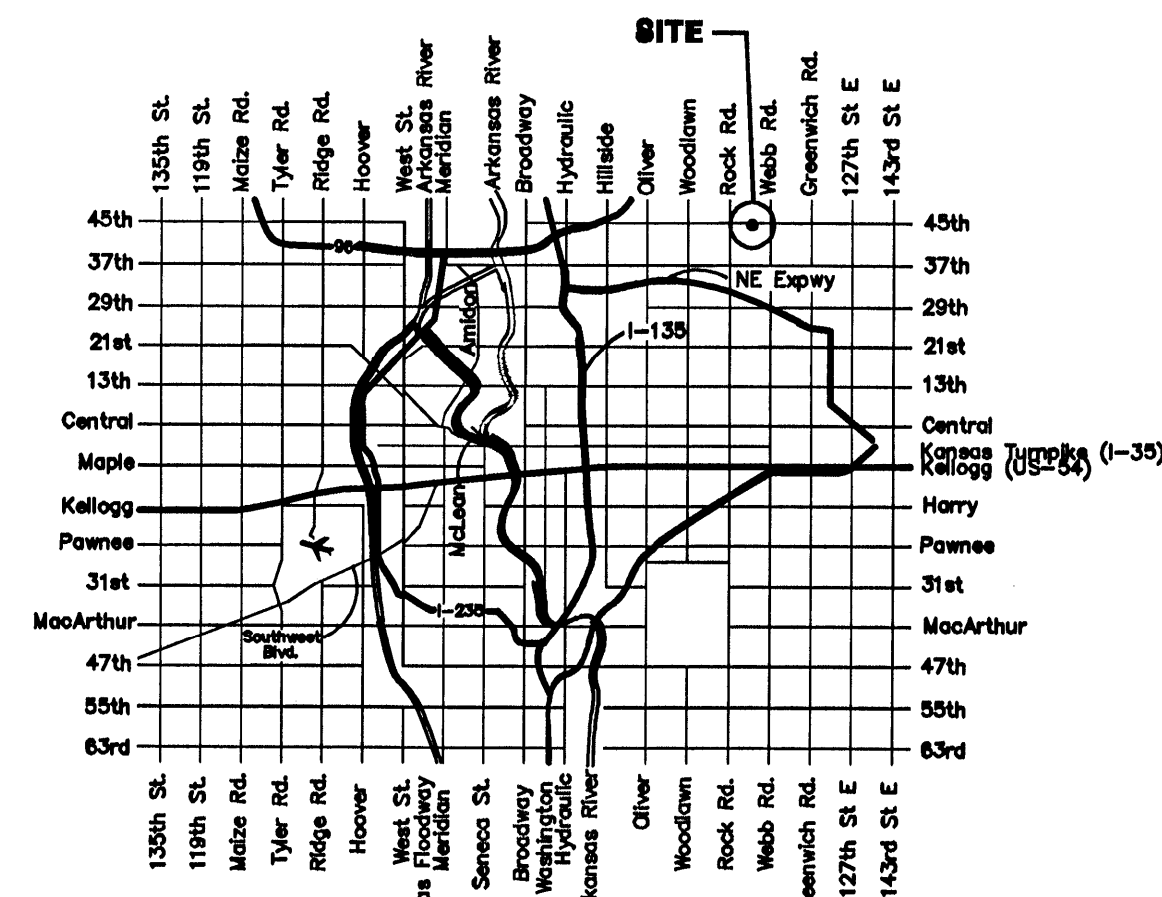 SITE
135th St.
119th St.
Maize Rd.
Tyler Rd.
Ridge Rd.
Hoover
West St.
Arkansas River
Meridian
Arkansas River
Broadway
Hydraulic
Hillside
Oliver
Woodlawn
Rock Rd.
Webb Rd.
Greenwich Rd.
127th St E
143rd St E
45th
45th
96
37th
37th
NE Expwy
29th
29th
Amidon
I-135
21st
21st
13th
13th
Central
Central
Kansas Turnpike (I-35)
Maple
Kellogg (US-54)
Kellogg
Harry
McLean
Pawnee
Pawnee
31st
31st
I-235
MacArthur
MacArthur
Southwest
Blvd.
47th
47th
55th
55th
63rd
63rd
135th St.
119th St.
Maize Rd.
Tyler Rd.
Ridge Rd.
Hoover
West St.
as Floodway
Meridian
Seneca St.
Broadway
Washington
Hydraulic
kansas River
Oliver
Woodlawn
Rock Rd.
Webb Rd.
eenwich Rd.
127th St E
143rd St E